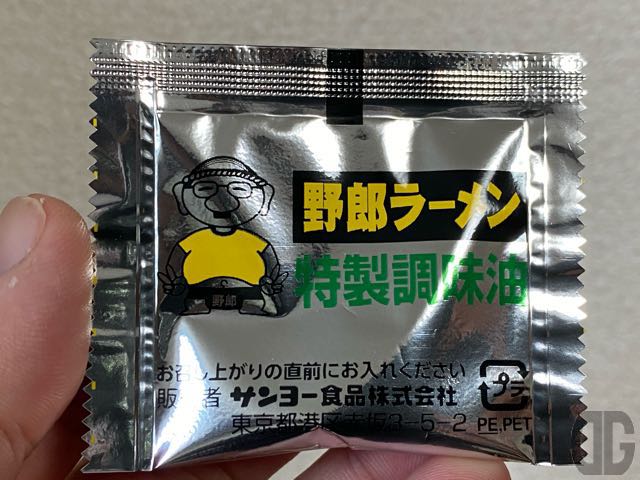 野郎ラーメン
特製調味油
野郎
お召し上がりの直前にお入れください
販売者 サンヨー食品株式会社
東京都港区赤坂3-5-2
プラ
PE,PET
DG